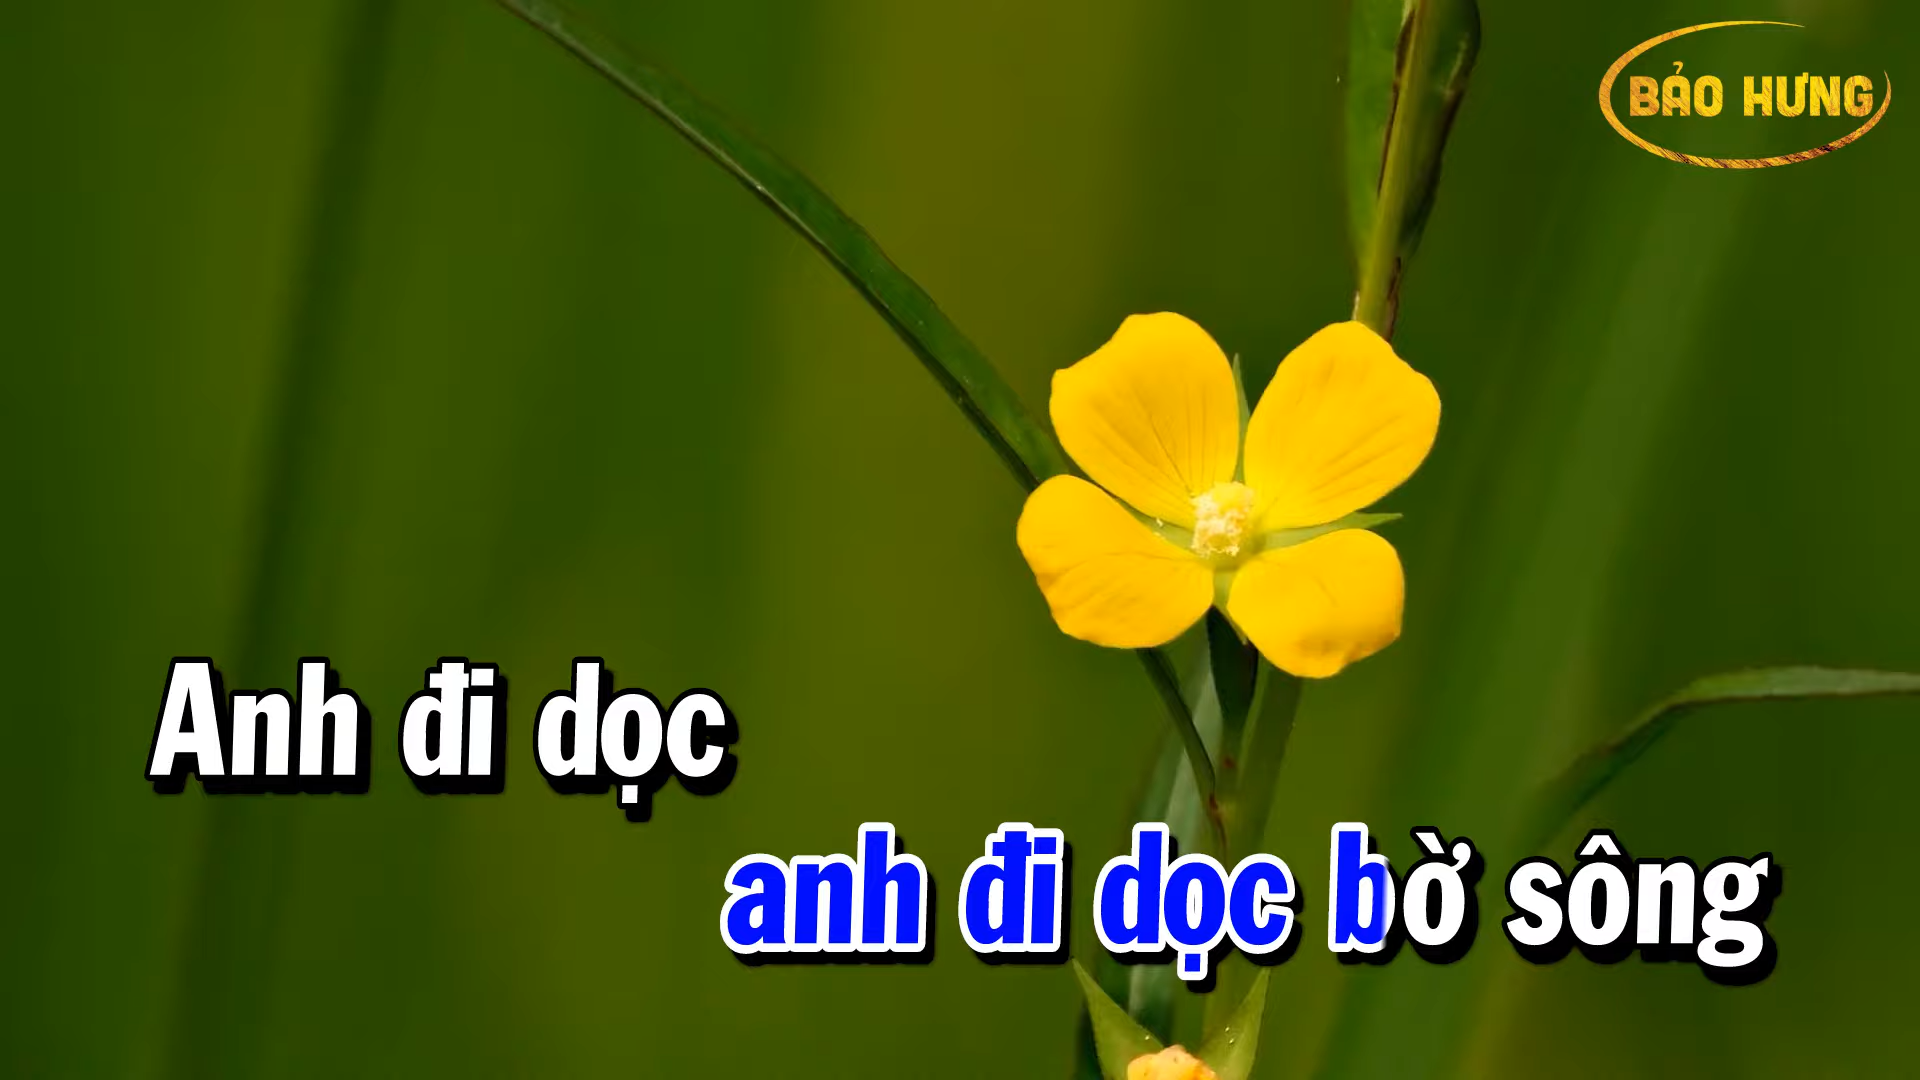 BẢO HƯNG
Anh đi dọc
anh đi dọc bờ sông